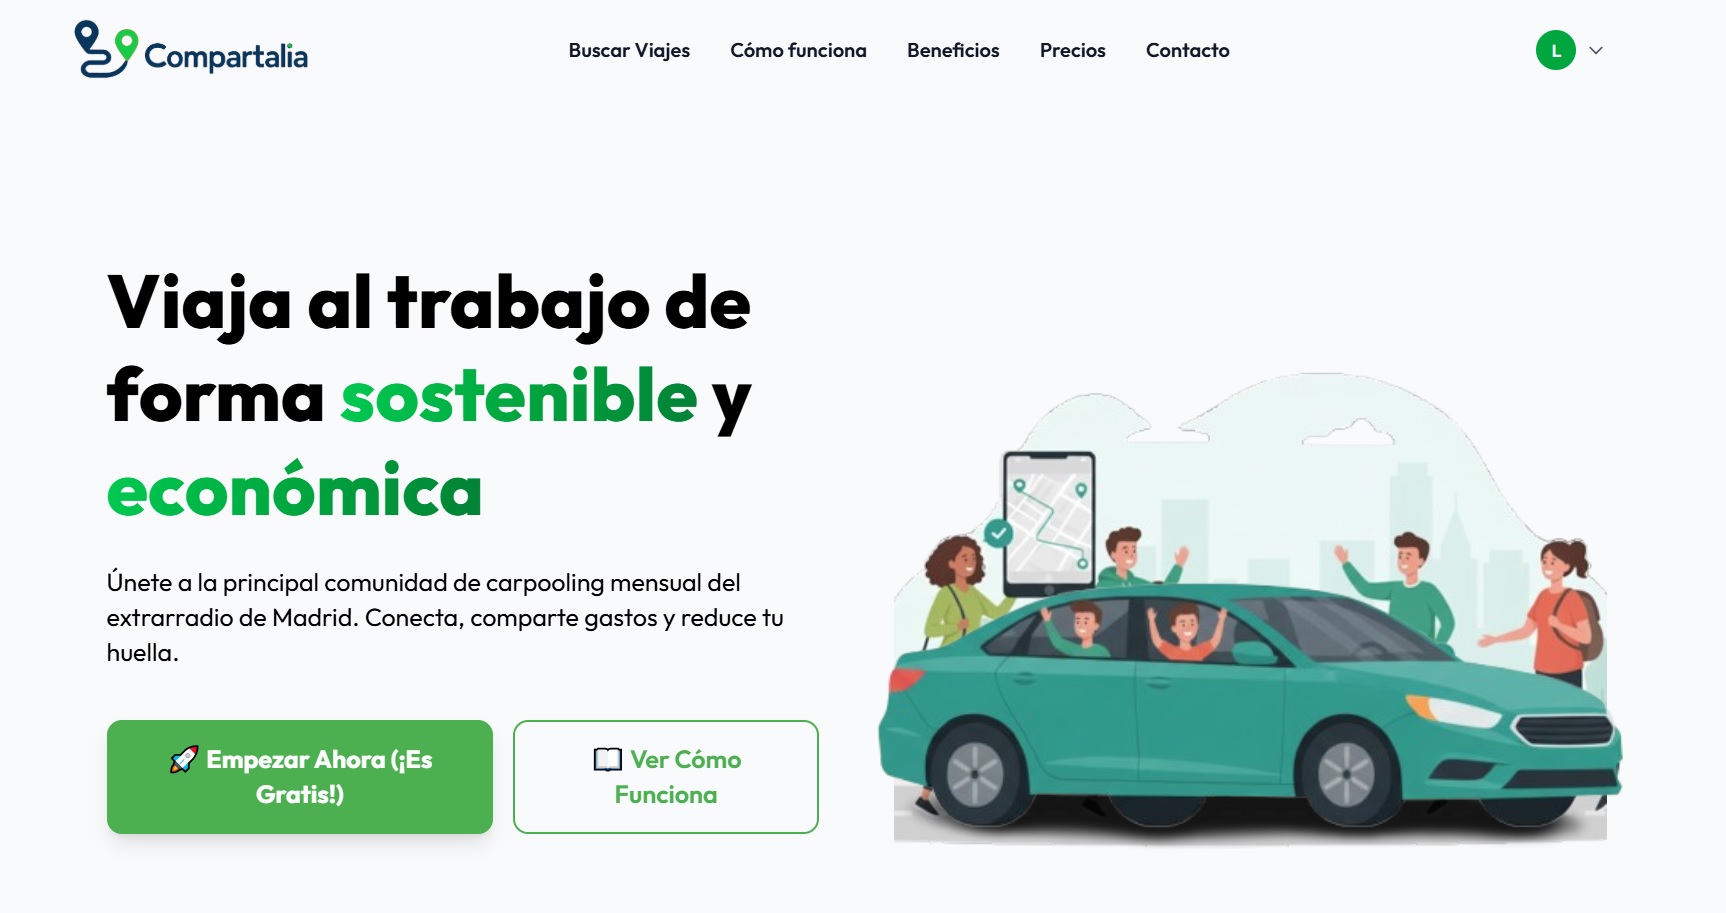 Compartalia
Buscar Viajes
Cómo funciona
Beneficios
Precios
Contacto
L
Viaja al trabajo de
forma sostenible y
económica
Únete a la principal comunidad de carpooling mensual del
extrarradio de Madrid. Conecta, comparte gastos y reduce tu
huella.
🚀 Empezar Ahora (¡Es
Gratis!)
📖 Ver Cómo
Funciona